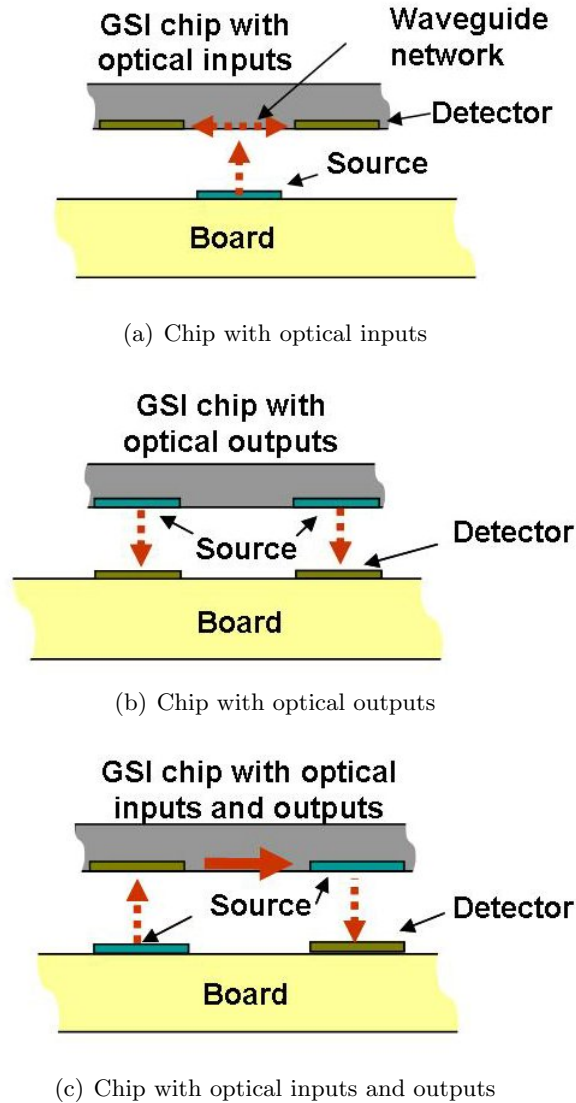 GSI chip with
optical inputs
Waveguide
network
Detector
Source
Board
(a) Chip with optical inputs
GSI chip with
optical outputs
Source
Detector
Board
(b) Chip with optical outputs
GSI chip with optical
inputs and outputs
Source
Detector
Board
(c) Chip with optical inputs and outputs